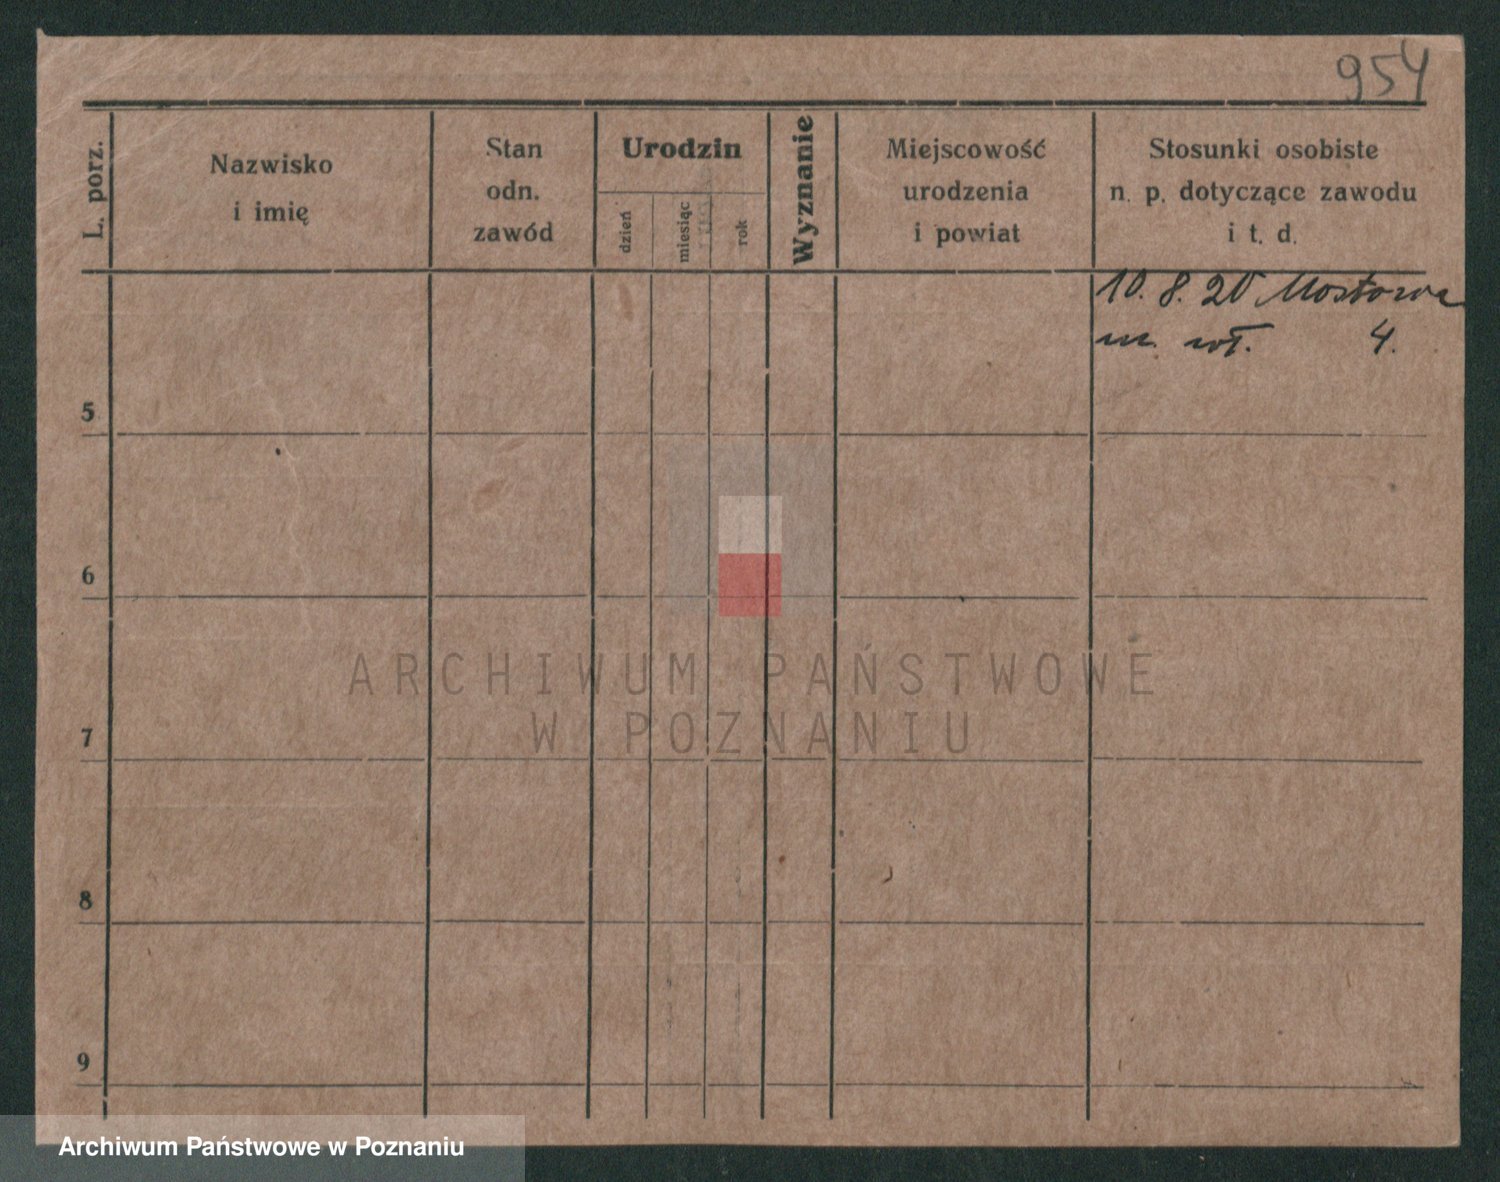 954
L. porz.
Nazwisko
i imię
Stan
odn.
zawód
Urodzin
dzień
miesiąc
rok
Wyznanie
Miejscowość
urodzenia
i powiat
Stosunki osobiste
n. p. dotyczące zawodu
i t. d.
10. 8. 20 Mostowa
m. wł. 4.
5
6
7
8
9
ARCHIWUM PAŃSTWOWE
W POZNANIU
Archiwum Państwowe w Poznaniu